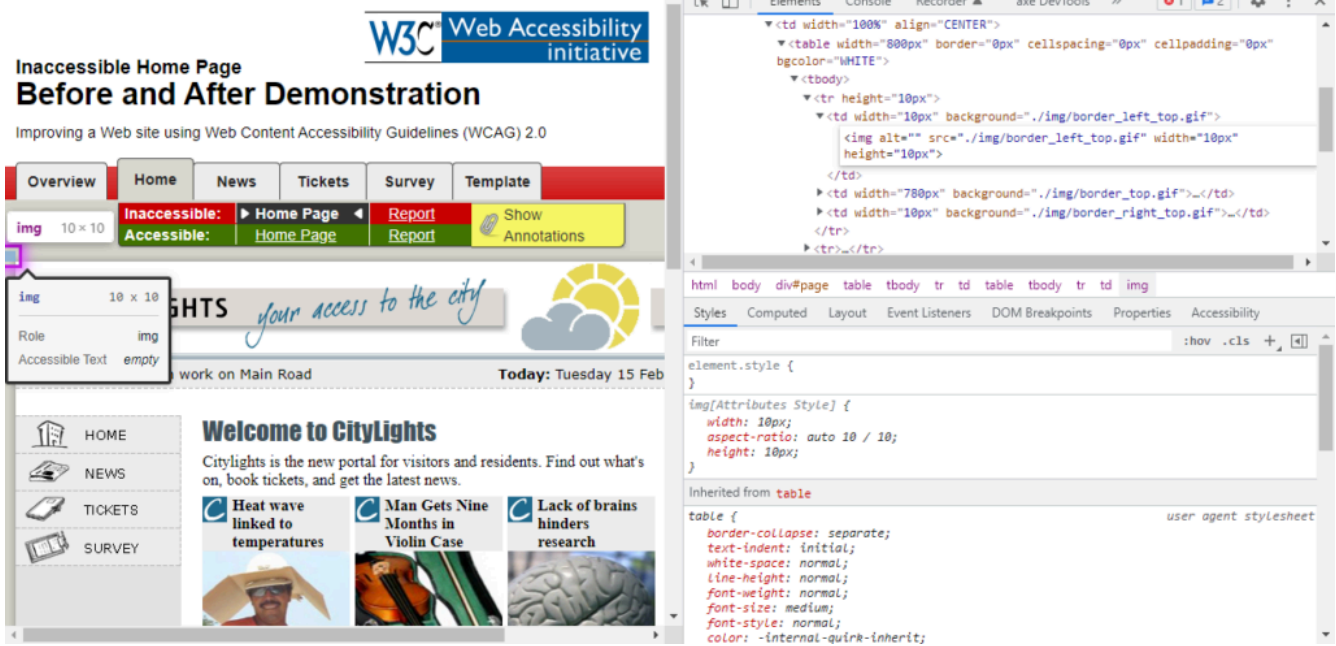 W3C® Web Accessibility
initiative
Inaccessible Home Page
Before and After Demonstration
Improving a Web site using Web Content Accessibility Guidelines (WCAG) 2.0
Overview Home News Tickets Survey Template
img 10 × 10
Inaccessible: Home Page Report
Accessible: Home Page Report
Show
Annotations
img 10 x 10
Role img
Accessible Text empty
GHTS your access to the city
work on Main Road Today: Tuesday 15 Feb
HOME
NEWS
TICKETS
SURVEY
Welcome to CityLights
Citylights is the new portal for visitors and residents. Find out what's
on, book tickets, and get the latest news.
C Heat wave
linked to
temperatures
C Man Gets Nine
Months in
Violin Case
C Lack of brains
hinders
research
Elements Console Recorder axe DevTools » 1 2
<td width="100%" align="CENTER">
<table width="800px" border="0px" cellspacing="0px" cellpadding="0px"
bgcolor="WHITE">
<tbody>
<tr height="10px">
<td width="10px" background="./img/border_left_top.gif">
<img alt="" src="./img/border_left_top.gif" width="10px"
height="10px">
</td>
<td width="780px" background="./img/border_top.gif">…</td>
<td width="10px" background="./img/border_right_top.gif">…</td>
</tr>
<tr>…</tr>
html body div#page table tbody tr td table tbody tr td img
Styles Computed Layout Event Listeners DOM Breakpoints Properties Accessibility
Filter :hov .cls +
element.style {
}
img[Attributes Style] {
width: 10px;
aspect-ratio: auto 10 / 10;
height: 10px;
}
Inherited from table
table { user agent stylesheet
border-collapse: separate;
text-indent: initial;
white-space: normal;
line-height: normal;
font-weight: normal;
font-size: medium;
font-style: normal;
color: -internal-quirk-inherit;